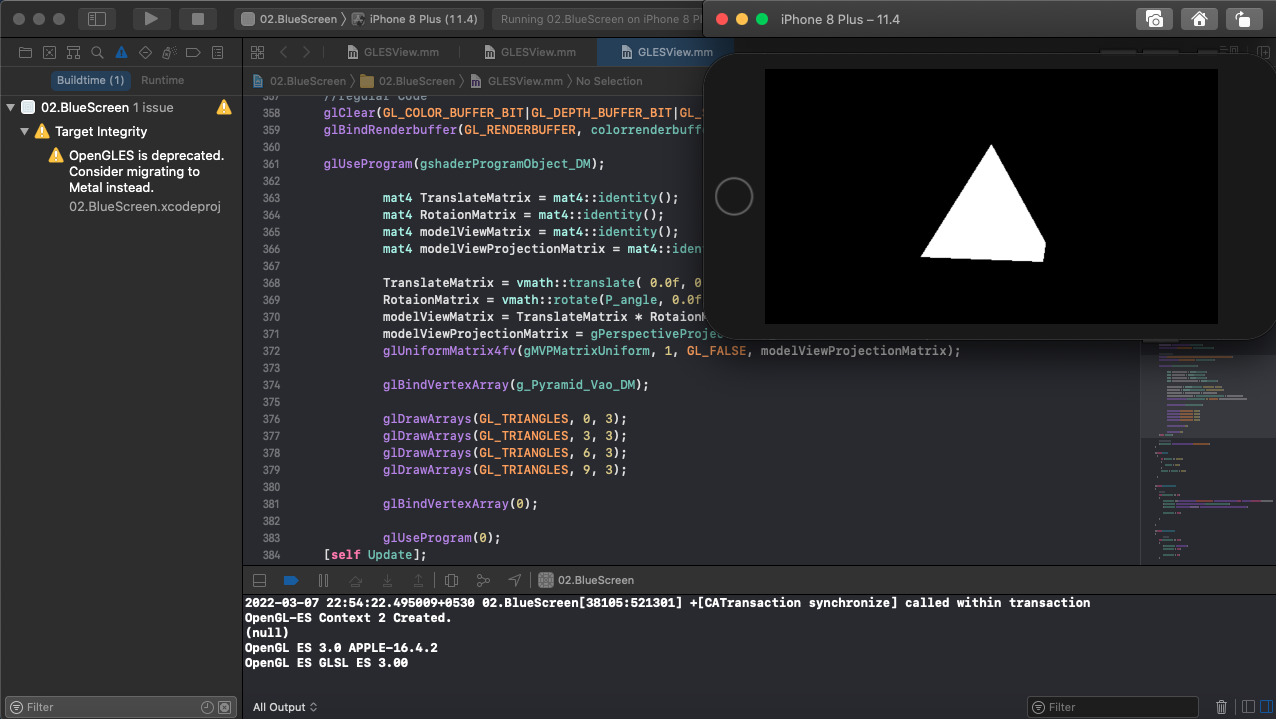 02.BlueScreen 〉 iPhone 8 Plus (11.4)
Running 02.BlueScreen on iPhone 8 P
iPhone 8 Plus – 11.4
GLESView.mm
GLESView.mm
GLESView.mm
Buildtime (1)
Runtime
02.BlueScreen 〉 02.BlueScreen 〉 GLESView.mm 〉 No Selection
02.BlueScreen 1 issue
Target Integrity
OpenGLES is deprecated.
Consider migrating to
Metal instead.
02.BlueScreen.xcodeproj
357 //regular Code
358 glClear(GL_COLOR_BUFFER_BIT|GL_DEPTH_BUFFER_BIT|GL_
359 glBindRenderbuffer(GL_RENDERBUFFER, colorrenderbuff
360
361 glUseProgram(gshaderProgramObject_DM);
362
363 mat4 TranslateMatrix = mat4::identity();
364 mat4 RotaionMatrix = mat4::identity();
365 mat4 modelViewMatrix = mat4::identity();
366 mat4 modelViewProjectionMatrix = mat4::iden
367
368 TranslateMatrix = vmath::translate( 0.0f, 0
369 RotaionMatrix = vmath::rotate(P_angle, 0.0f
370 modelViewMatrix = TranslateMatrix * RotaionM
371 modelViewProjectionMatrix = gPerspectiveProjec
372 glUniformMatrix4fv(gMVPMatrixUniform, 1, GL_FALSE, modelViewProjectionMatrix);
373
374 glBindVertexArray(g_Pyramid_Vao_DM);
375
376 glDrawArrays(GL_TRIANGLES, 0, 3);
377 glDrawArrays(GL_TRIANGLES, 3, 3);
378 glDrawArrays(GL_TRIANGLES, 6, 3);
379 glDrawArrays(GL_TRIANGLES, 9, 3);
380
381 glBindVertexArray(0);
382
383 glUseProgram(0);
384 [self Update];
02.BlueScreen
2022-03-07 22:54:22.495009+0530 02.BlueScreen[38105:521301] +[CATransaction synchronize] called within transaction
OpenGL-ES Context 2 Created.
(null)
OpenGL ES 3.0 APPLE-16.4.2
OpenGL ES GLSL ES 3.00
Filter
All Output
Filter